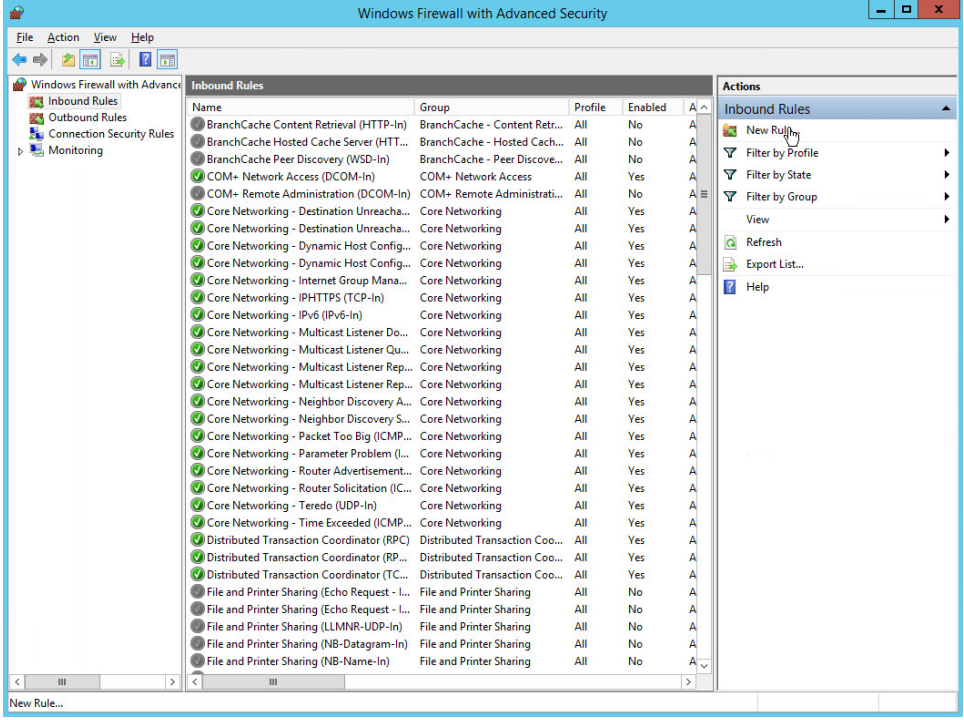 Windows Firewall with Advanced Security
File Action View Help
Windows Firewall with Advance
Inbound Rules
Outbound Rules
Connection Security Rules
Monitoring
Inbound Rules
Name Group Profile Enabled A
BranchCache Content Retrieval (HTTP-In) BranchCache - Content Retr... All No A
BranchCache Hosted Cache Server (HTT... BranchCache - Hosted Cach... All No A
BranchCache Peer Discovery (WSD-In) BranchCache - Peer Discove... All No A
COM+ Network Access (DCOM-In) COM+ Network Access All Yes A
COM+ Remote Administration (DCOM-In) COM+ Remote Administrati... All No A
Core Networking - Destination Unreacha... Core Networking All Yes A
Core Networking - Destination Unreacha... Core Networking All Yes A
Core Networking - Dynamic Host Config... Core Networking All Yes A
Core Networking - Dynamic Host Config... Core Networking All Yes A
Core Networking - Internet Group Mana... Core Networking All Yes A
Core Networking - IPHTTPS (TCP-In) Core Networking All Yes A
Core Networking - IPv6 (IPv6-In) Core Networking All Yes A
Core Networking - Multicast Listener Do... Core Networking All Yes A
Core Networking - Multicast Listener Qu... Core Networking All Yes A
Core Networking - Multicast Listener Rep... Core Networking All Yes A
Core Networking - Multicast Listener Rep... Core Networking All Yes A
Core Networking - Neighbor Discovery A... Core Networking All Yes A
Core Networking - Neighbor Discovery S... Core Networking All Yes A
Core Networking - Packet Too Big (ICMP... Core Networking All Yes A
Core Networking - Parameter Problem (I... Core Networking All Yes A
Core Networking - Router Advertisement... Core Networking All Yes A
Core Networking - Router Solicitation (IC... Core Networking All Yes A
Core Networking - Teredo (UDP-In) Core Networking All Yes A
Core Networking - Time Exceeded (ICMP... Core Networking All Yes A
Distributed Transaction Coordinator (RPC) Distributed Transaction Coo... All Yes A
Distributed Transaction Coordinator (RP... Distributed Transaction Coo... All Yes A
Distributed Transaction Coordinator (TC... Distributed Transaction Coo... All Yes A
File and Printer Sharing (Echo Request - I... File and Printer Sharing All No A
File and Printer Sharing (Echo Request - I... File and Printer Sharing All No A
File and Printer Sharing (LLMNR-UDP-In) File and Printer Sharing All No A
File and Printer Sharing (NB-Datagram-In) File and Printer Sharing All No A
File and Printer Sharing (NB-Name-In) File and Printer Sharing All No A
Actions
Inbound Rules
New Rul
Filter by Profile
Filter by State
Filter by Group
View
Refresh
Export List...
Help
New Rule...